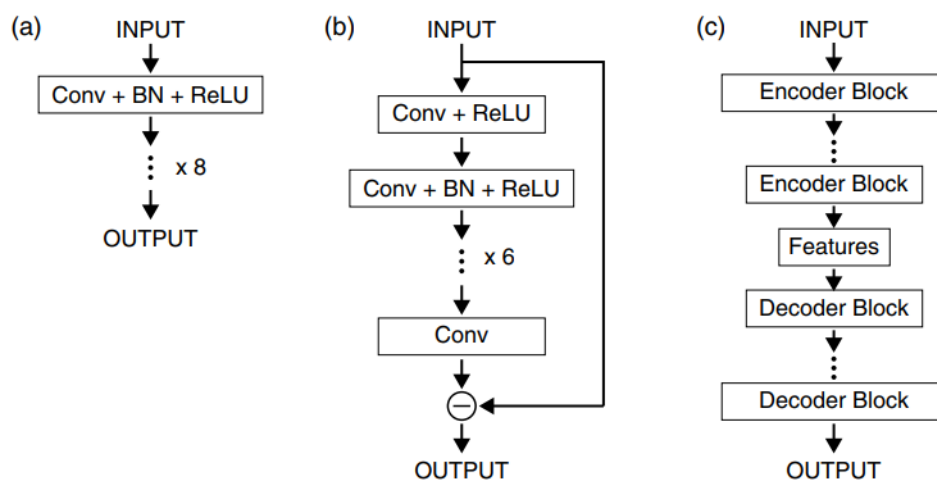 (a)
INPUT
Conv + BN + ReLU
x 8
OUTPUT
(b)
INPUT
Conv + ReLU
Conv + BN + ReLU
x 6
Conv
OUTPUT
(c)
INPUT
Encoder Block
Encoder Block
Features
Decoder Block
Decoder Block
OUTPUT